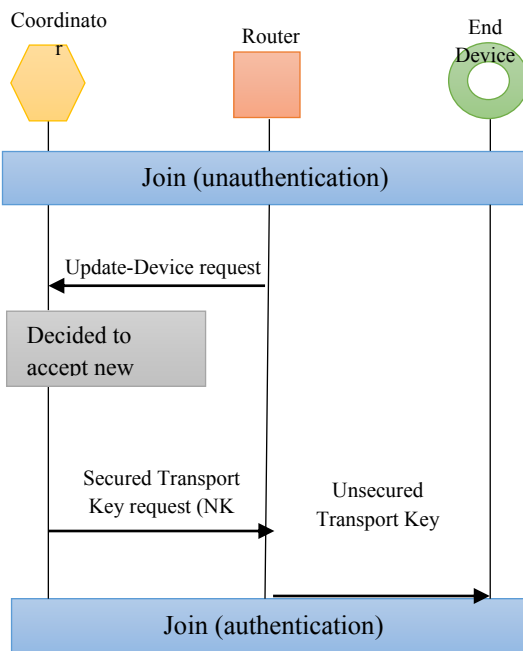 Coordinato
r
Router
End
Device
Join (unauthentication)
Update-Device request
Decided to
accept new
Secured Transport
Key request (NK
Unsecured
Transport Key
Join (authentication)